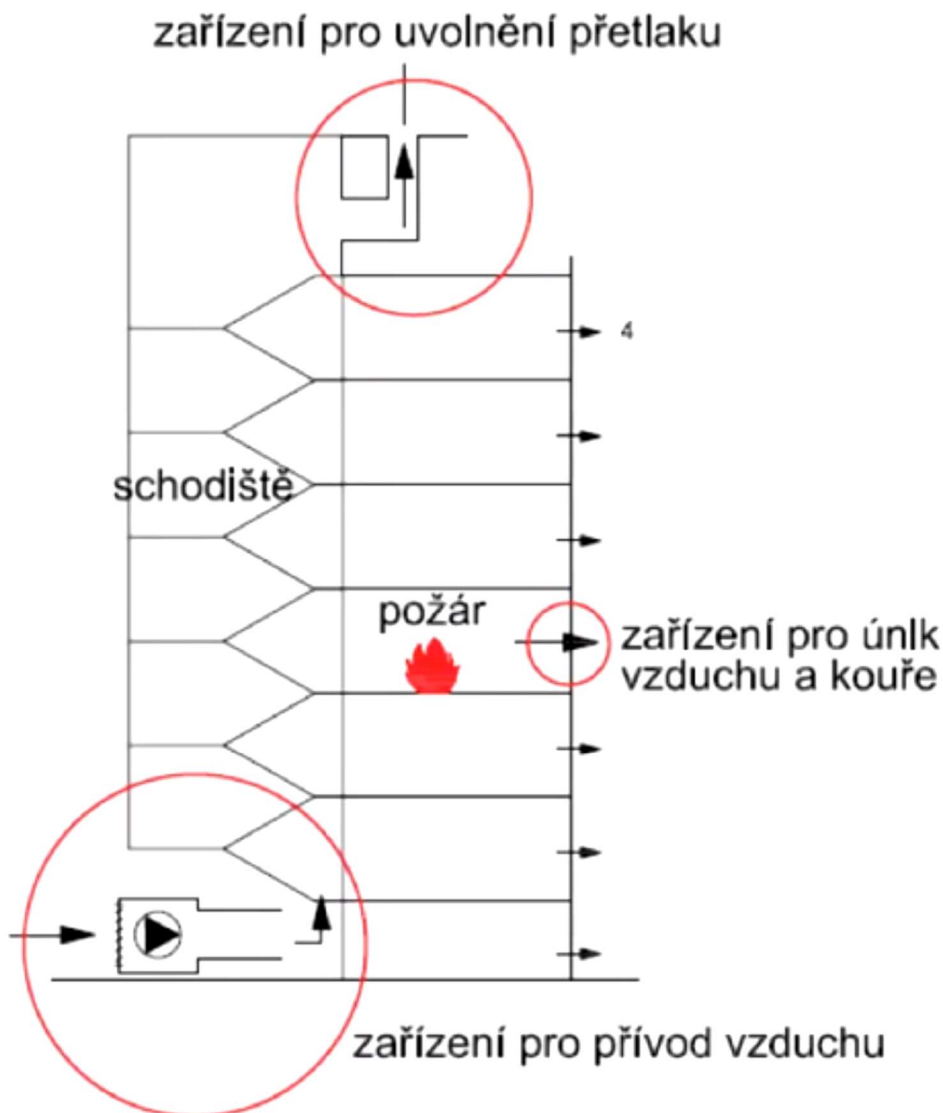 zařízení pro uvolnění přetlaku
4
schodiště
požár
zařízení pro únlk
vzduchu a kouře
zařízení pro přívod vzduchu